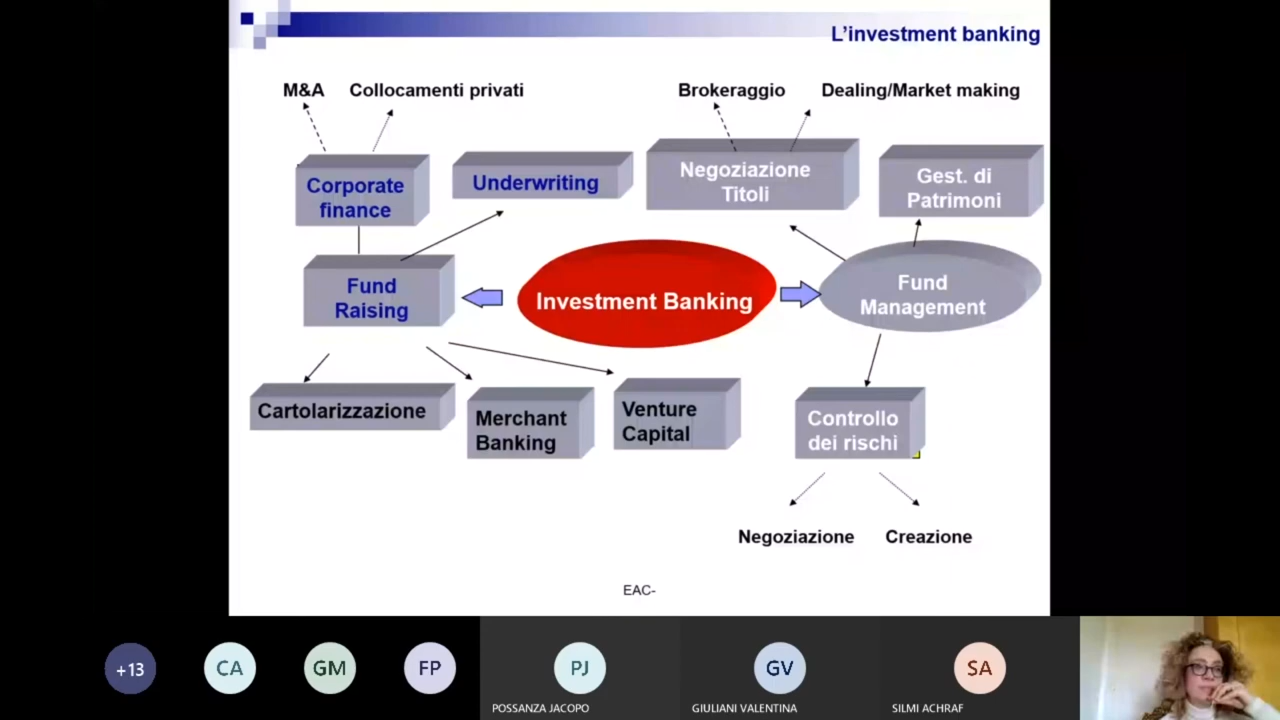 L'investment banking
M&A
Collocamenti privati
Brokeraggio
Dealing/Market making
Corporate
finance
Underwriting
Negoziazione
Titoli
Gest. di
Patrimoni
Fund
Raising
Investment Banking
Fund
Management
Cartolarizzazione
Merchant
Banking
Venture
Capital
Controllo
dei rischi
Negoziazione
Creazione
EAC-
+13
CA
GM
FP
PJ
GV
SA
POSSANZA JACOPO
GIULIANI VALENTINA
SILMI ACHRAF